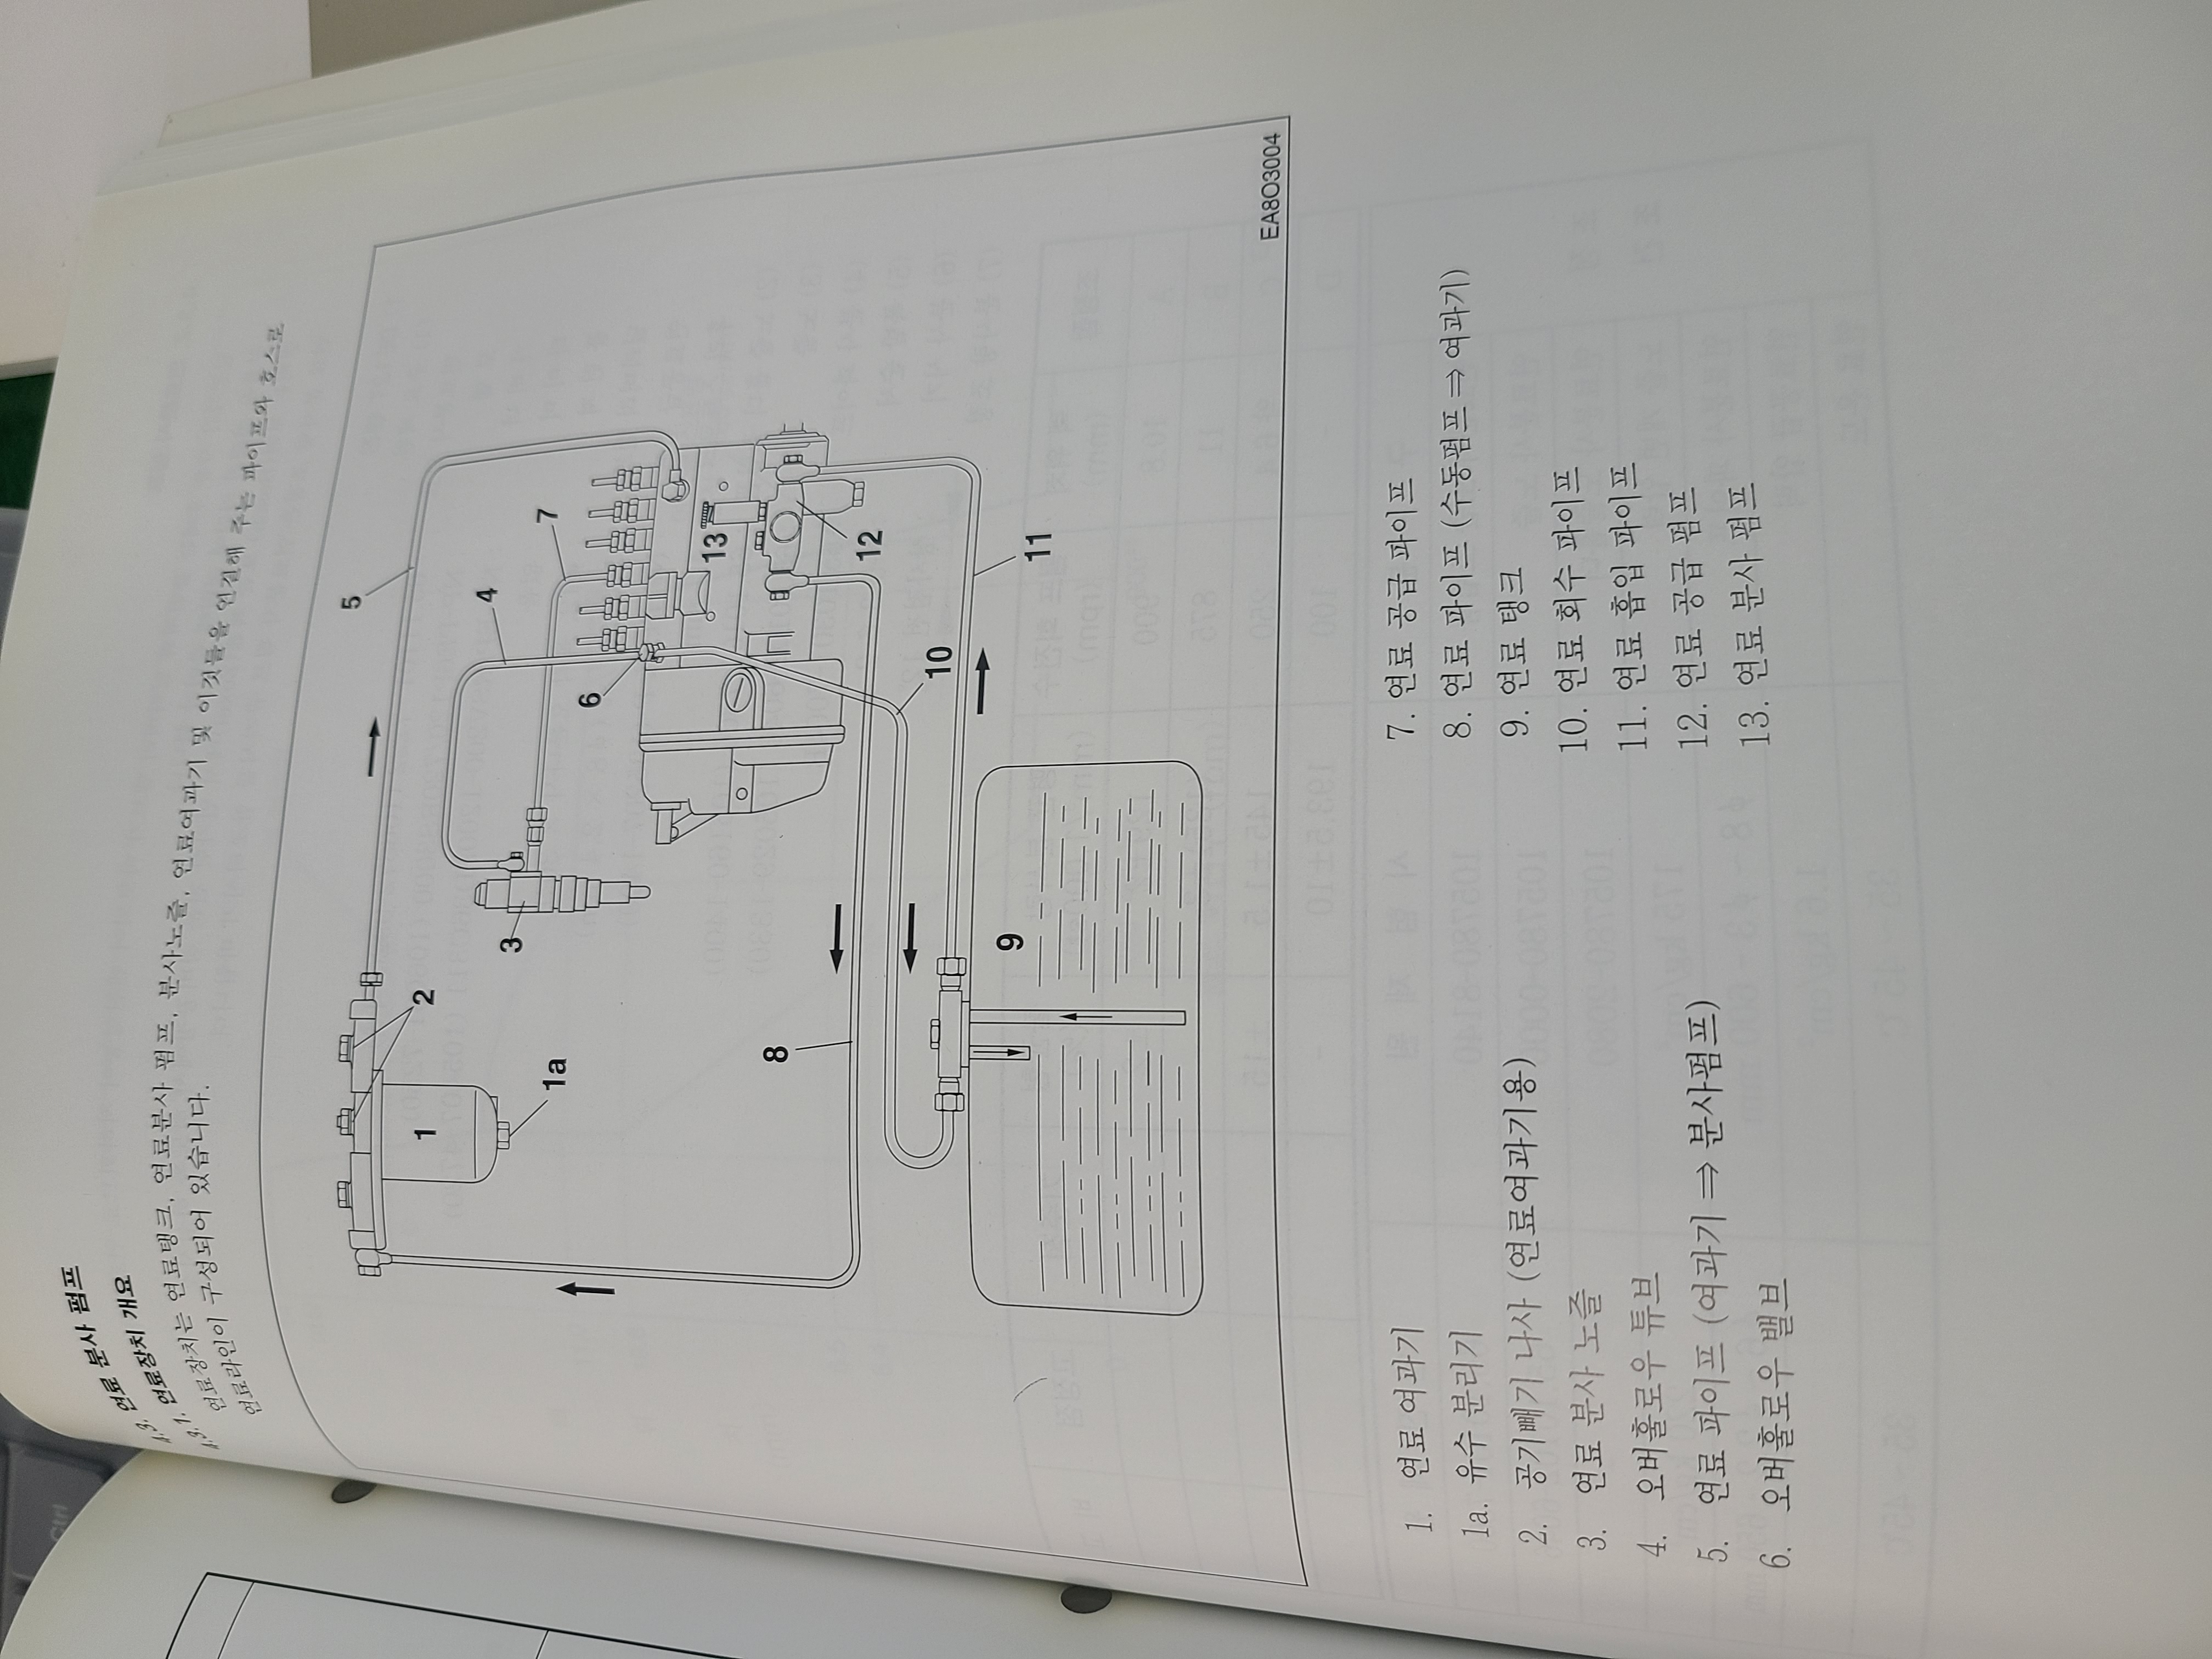 Ctrl
4.3. 연료 분사 펌프
4.3.1. 연료장치 개요
연료장치는 연료탱크, 연료분사 펌프, 분사노즐, 연료여과기 및 이것들을 연결해 주는 파이프와 호스로
연료라인이 구성되어 있습니다.
5
1
2
4
3
1a
7
6
13
8
12
10
9
11
EA8O3004
1. 연료 여과기
1a. 유수 분리기
2. 공기빼기 나사 (연료여과기용)
3. 연료 분사 노즐
4. 오버훌로우 튜브
5. 연료 파이프 (여과기 ⇒ 분사펌프)
6. 오버훌로우 밸브
7. 연료 공급 파이프
8. 연료 파이프 (수동펌프 ⇒ 여과기)
9. 연료 탱크
10. 연료 회수 파이프
11. 연료 흡입 파이프
12. 연료 공급 펌프
13. 연료 분사 펌프